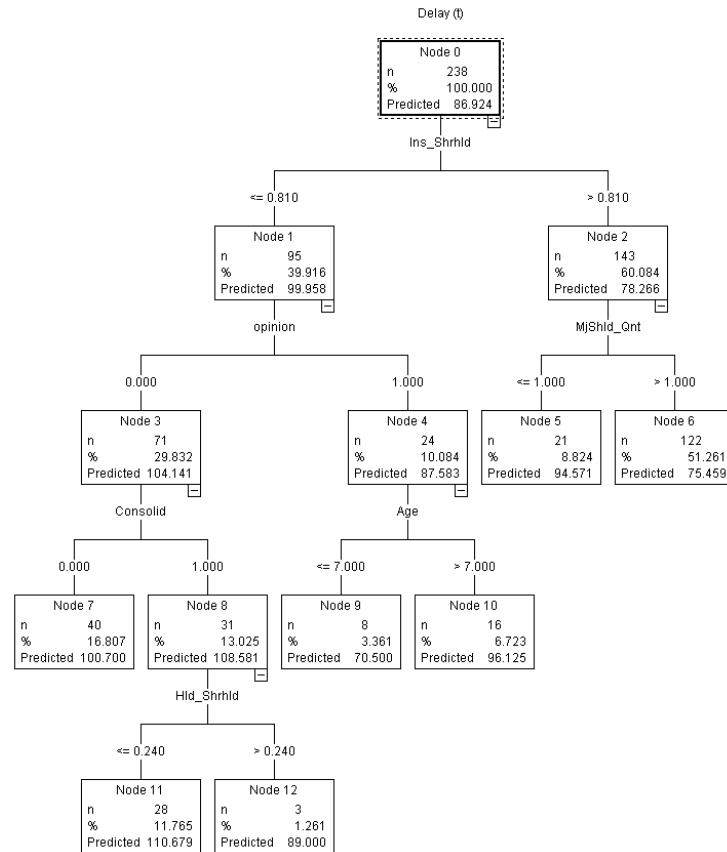 Delay (t)
Node 0
n 238
% 100.000
Predicted 86.924
Ins_Shrhld
<= 0.810
> 0.810
Node 1
n 95
% 39.916
Predicted 99.958
Node 2
n 143
% 60.084
Predicted 78.266
opinion
MjShld_Qnt
0.000
1.000
<= 1.000
> 1.000
Node 3
n 71
% 29.832
Predicted 104.141
Node 4
n 24
% 10.084
Predicted 87.583
Node 5
n 21
% 8.824
Predicted 94.571
Node 6
n 122
% 51.261
Predicted 75.459
Consolid
Age
0.000
1.000
<= 7.000
> 7.000
Node 7
n 40
% 16.807
Predicted 100.700
Node 8
n 31
% 13.025
Predicted 108.581
Node 9
n 8
% 3.361
Predicted 70.500
Node 10
n 16
% 6.723
Predicted 96.125
Hld_Shrhld
<= 0.240
> 0.240
Node 11
n 28
% 11.765
Predicted 110.679
Node 12
n 3
% 1.261
Predicted 89.000